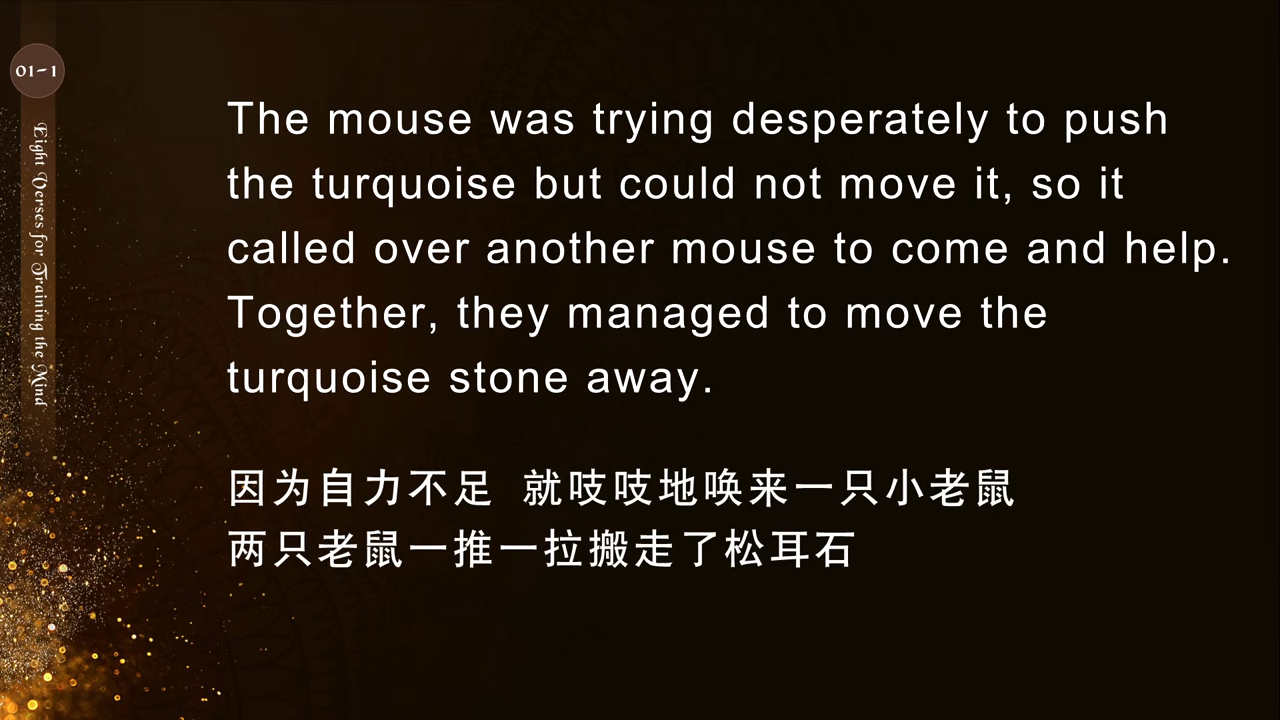 01-1
Eight Verses for Training the Mind
The mouse was trying desperately to push
the turquoise but could not move it, so it
called over another mouse to come and help.
Together, they managed to move the
turquoise stone away.
因为自力不足 就吱吱地唤来一只小老鼠
两只老鼠一推一拉搬走了松耳石